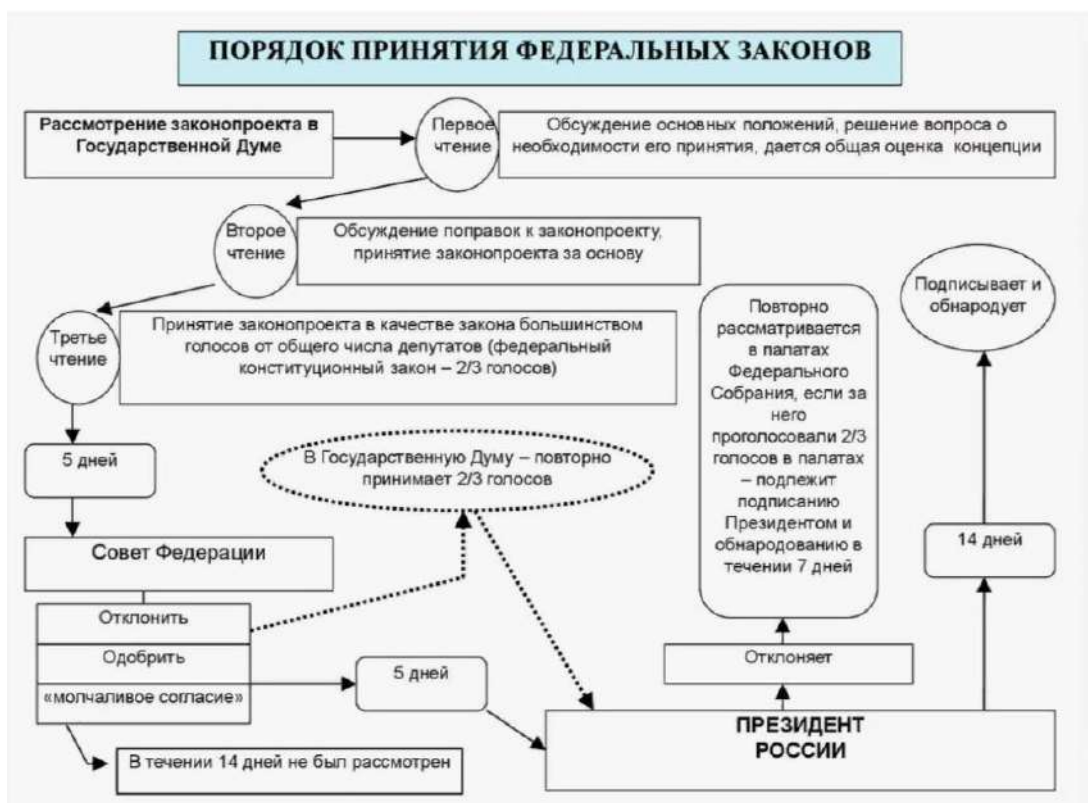 ПОРЯДОК ПРИНЯТИЯ ФЕДЕРАЛЬНЫХ ЗАКОНОВ
Рассмотрение законопроекта в
Государственной Думе
Первое
чтение
Обсуждение основных положений, решение вопроса о
необходимости его принятия, дается общая оценка концепции
Второе
чтение
Обсуждение поправок к законопроекту,
принятие законопроекта за основу
Третье
чтение
Принятие законопроекта в качестве закона большинством
голосов от общего числа депутатов (федеральный
конституционный закон – 2/3 голосов)
5 дней
Совет Федерации
Отклонить
Одобрить
«молчаливое согласие»
В течении 14 дней не был рассмотрен
В Государственную Думу – повторно
принимает 2/3 голосов
5 дней
Повторно
рассматривается
в палатах
Федерального
Собрания, если за
него
проголосовали 2/3
голосов в палатах
– подлежит
подписанию
Президентом и
обнародованию в
течении 7 дней
Отклоняет
Подписывает и
обнародует
14 дней
ПРЕЗИДЕНТ
РОССИИ